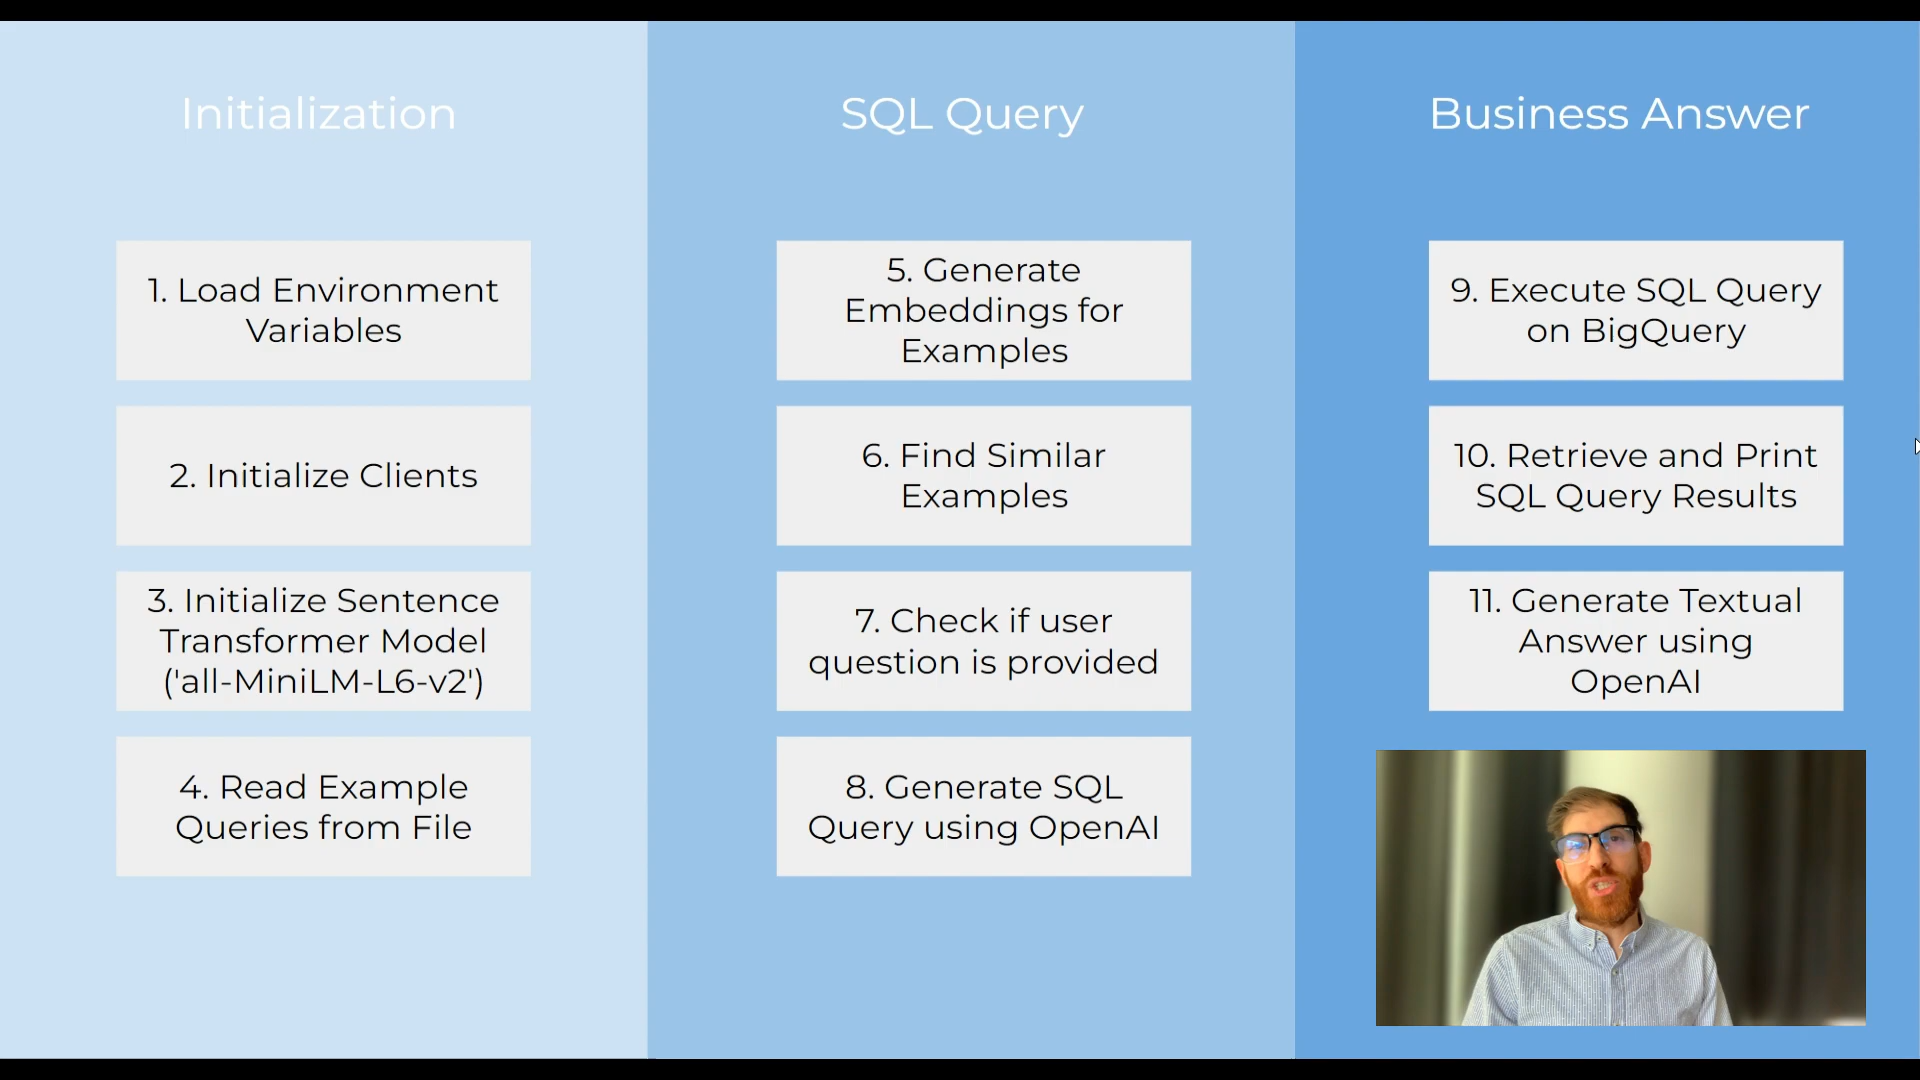 Initialization
1. Load Environment
Variables
2. Initialize Clients
3. Initialize Sentence
Transformer Model
('all-MiniLM-L6-v2')
4. Read Example
Queries from File
SQL Query
5. Generate
Embeddings for
Examples
6. Find Similar
Examples
7. Check if user
question is provided
8. Generate SQL
Query using OpenAI
Business Answer
9. Execute SQL Query
on BigQuery
10. Retrieve and Print
SQL Query Results
11. Generate Textual
Answer using
OpenAI